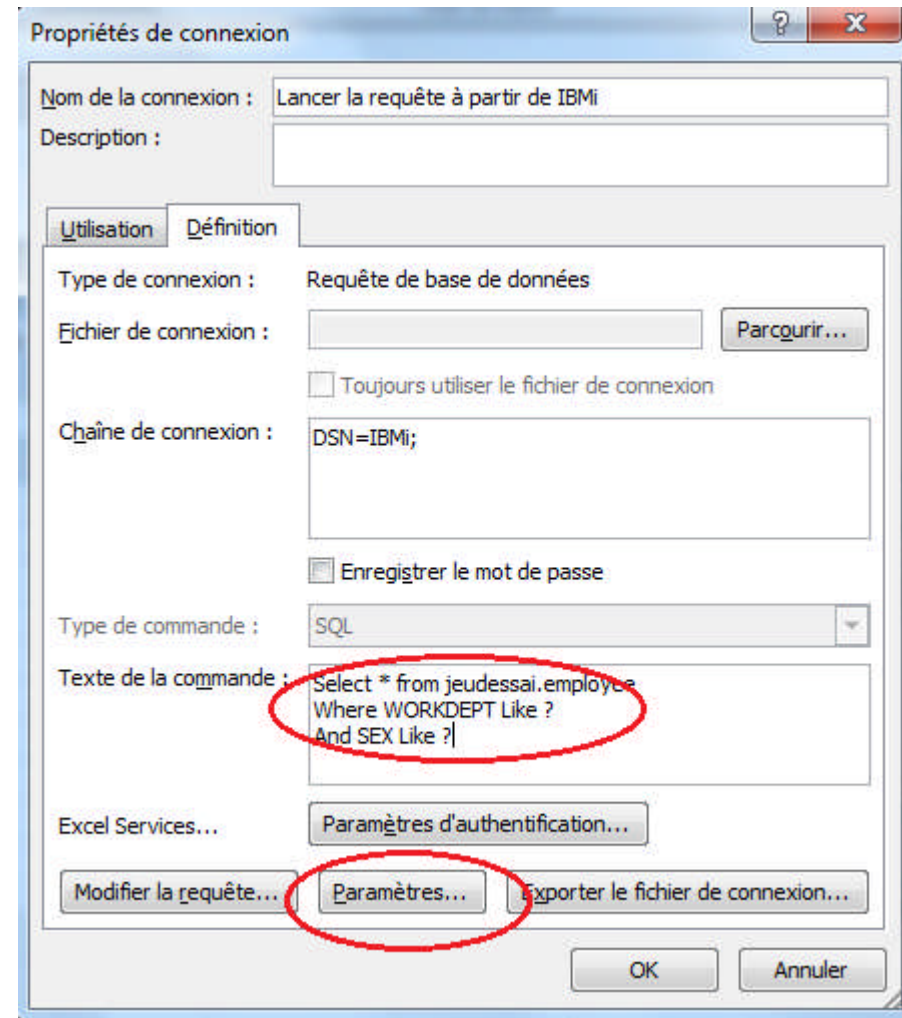 Propriétés de connexion
Nom de la connexion : Lancer la requête à partir de IBMi
Description :
Utilisation Définition
Type de connexion : Requête de base de données
Fichier de connexion : Parcourir...
Toujours utiliser le fichier de connexion
Chaîne de connexion : DSN=IBMi;
Enregistrer le mot de passe
Type de commande : SQL
Texte de la commande : Select * from jeudessai.employee
Where WORKDEPT Like ?
And SEX Like ?
Excel Services... Paramètres d'authentification...
Modifier la requête... Paramètres... Exporter le fichier de connexion...
OK Annuler